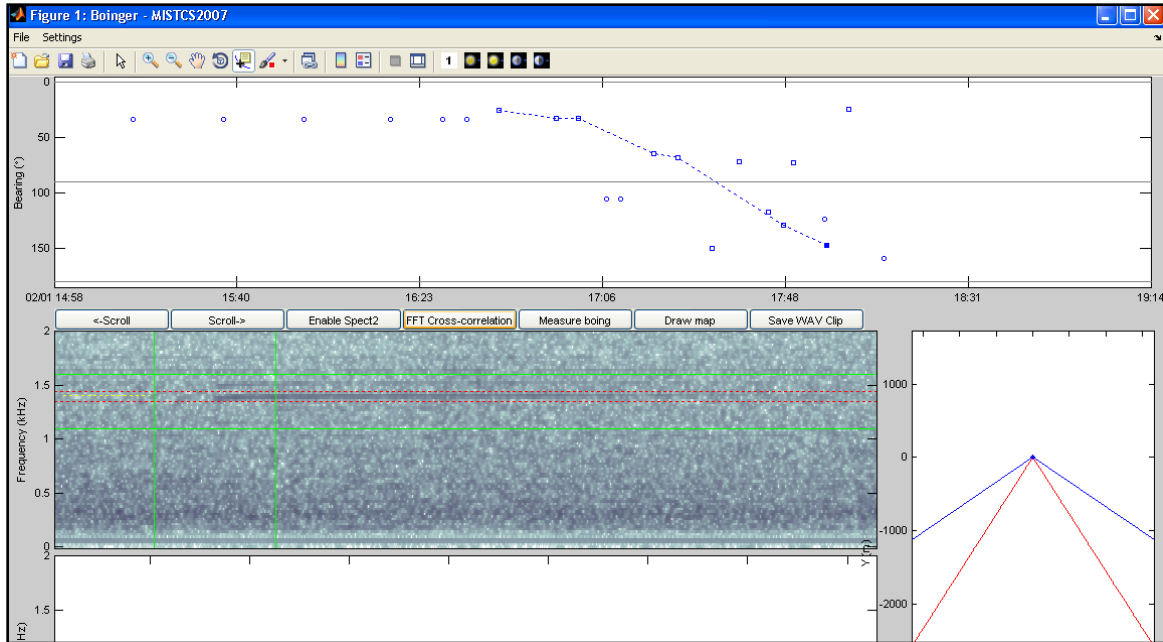 Figure 1: Boinger - MISTCS2007
File Settings
1
0
50
100
150
Bearing (°)
02/01 14:58 15:40 16:23 17:06 17:48 18:31 19:14
<-Scroll Scroll-> Enable Spect2 FFT Cross-correlation Measure boing Draw map Save WAV Clip
2
1.5
1
0.5
0
Frequency (kHz)
1000
0
-1000
-2000
Y (m)
2
1.5
Hz)